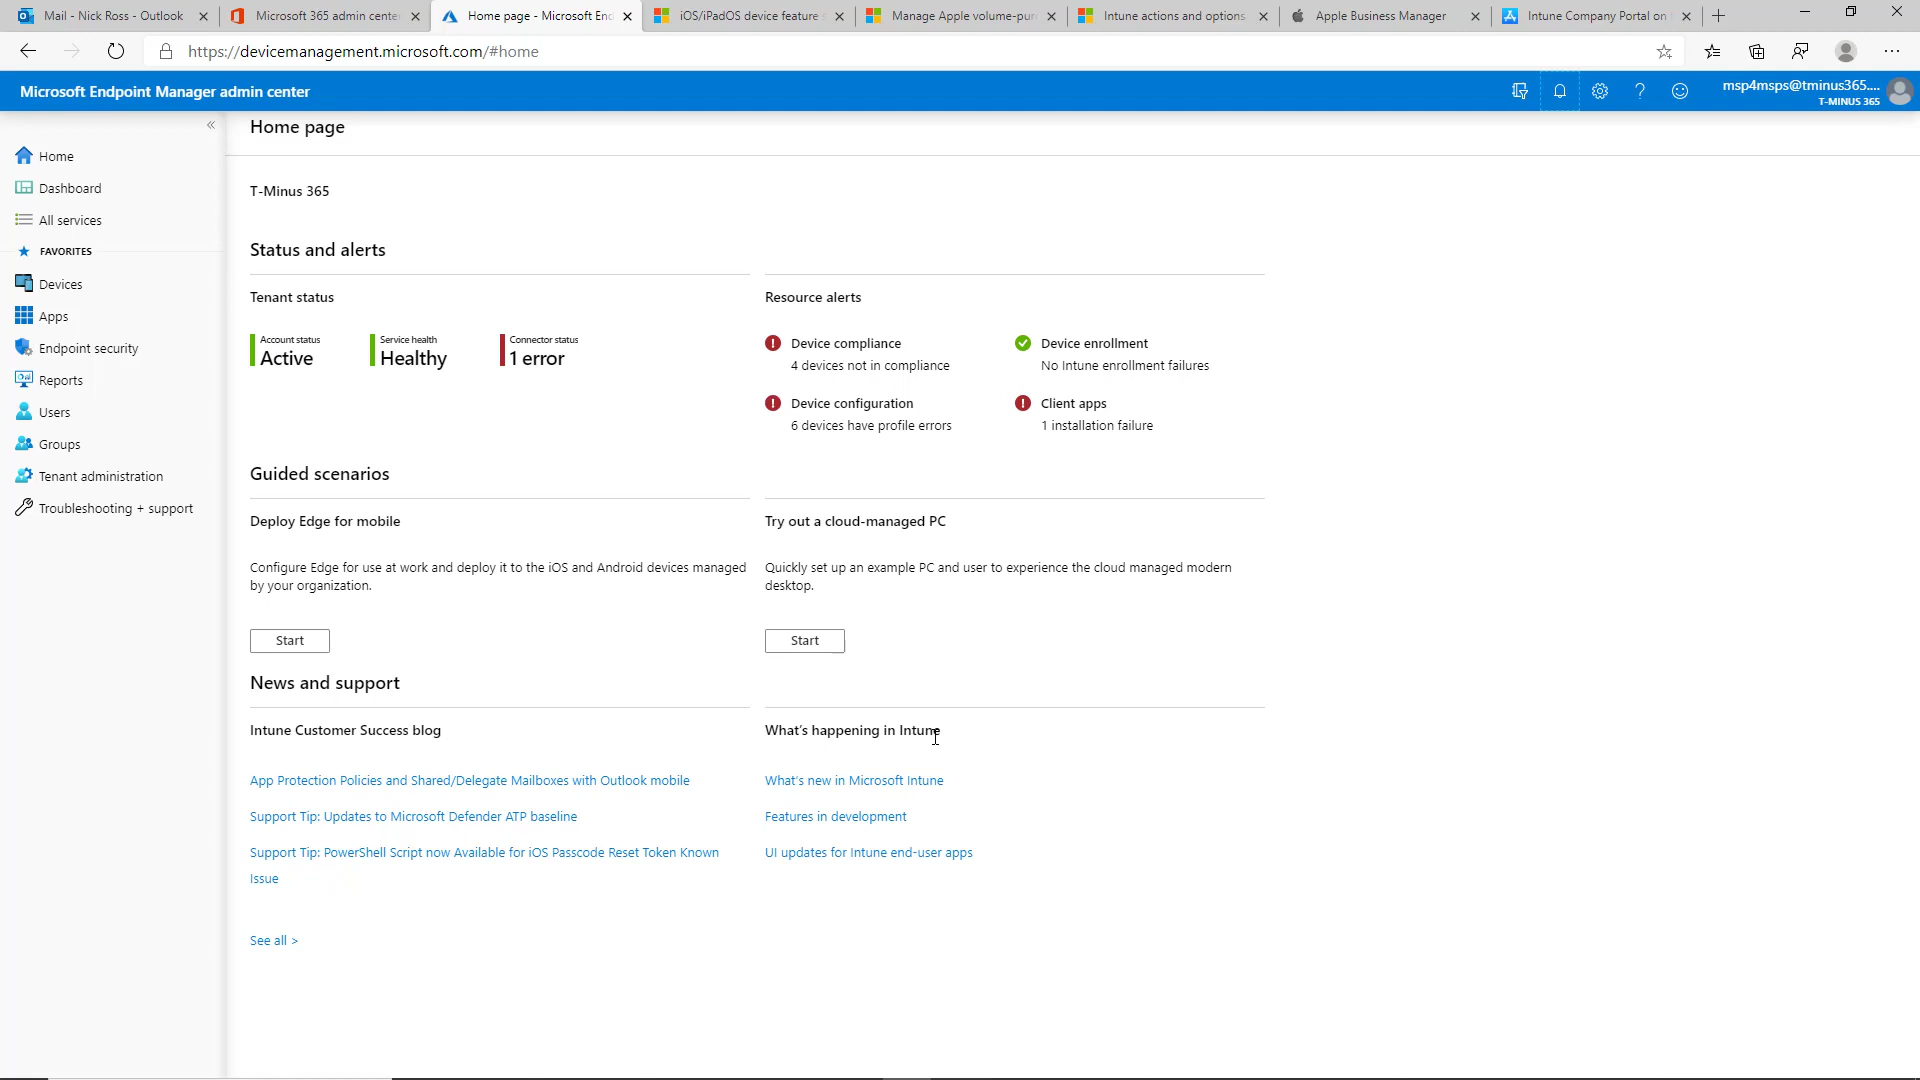 Mail - Nick Ross - Outlook
Microsoft 365 admin center
Home page - Microsoft En
iOS/iPadOS device feature s
Manage Apple volume-pur
Intune actions and options
Apple Business Manager
Intune Company Portal on
https://devicemanagement.microsoft.com/#home
Microsoft Endpoint Manager admin center
msp4msps@tminus365....
T-MINUS 365
Home page
Home
Dashboard
All services
FAVORITES
Devices
Apps
Endpoint security
Reports
Users
Groups
Tenant administration
Troubleshooting + support
T-Minus 365
Status and alerts
Tenant status
Account status
Active
Service health
Healthy
Connector status
1 error
Resource alerts
Device compliance
4 devices not in compliance
Device enrollment
No Intune enrollment failures
Device configuration
6 devices have profile errors
Client apps
1 installation failure
Guided scenarios
Deploy Edge for mobile
Configure Edge for use at work and deploy it to the iOS and Android devices managed
by your organization.
Start
Try out a cloud-managed PC
Quickly set up an example PC and user to experience the cloud managed modern
desktop.
Start
News and support
Intune Customer Success blog
App Protection Policies and Shared/Delegate Mailboxes with Outlook mobile
Support Tip: Updates to Microsoft Defender ATP baseline
Support Tip: PowerShell Script now Available for iOS Passcode Reset Token Known
Issue
See all >
What's happening in Intune
What's new in Microsoft Intune
Features in development
UI updates for Intune end-user apps